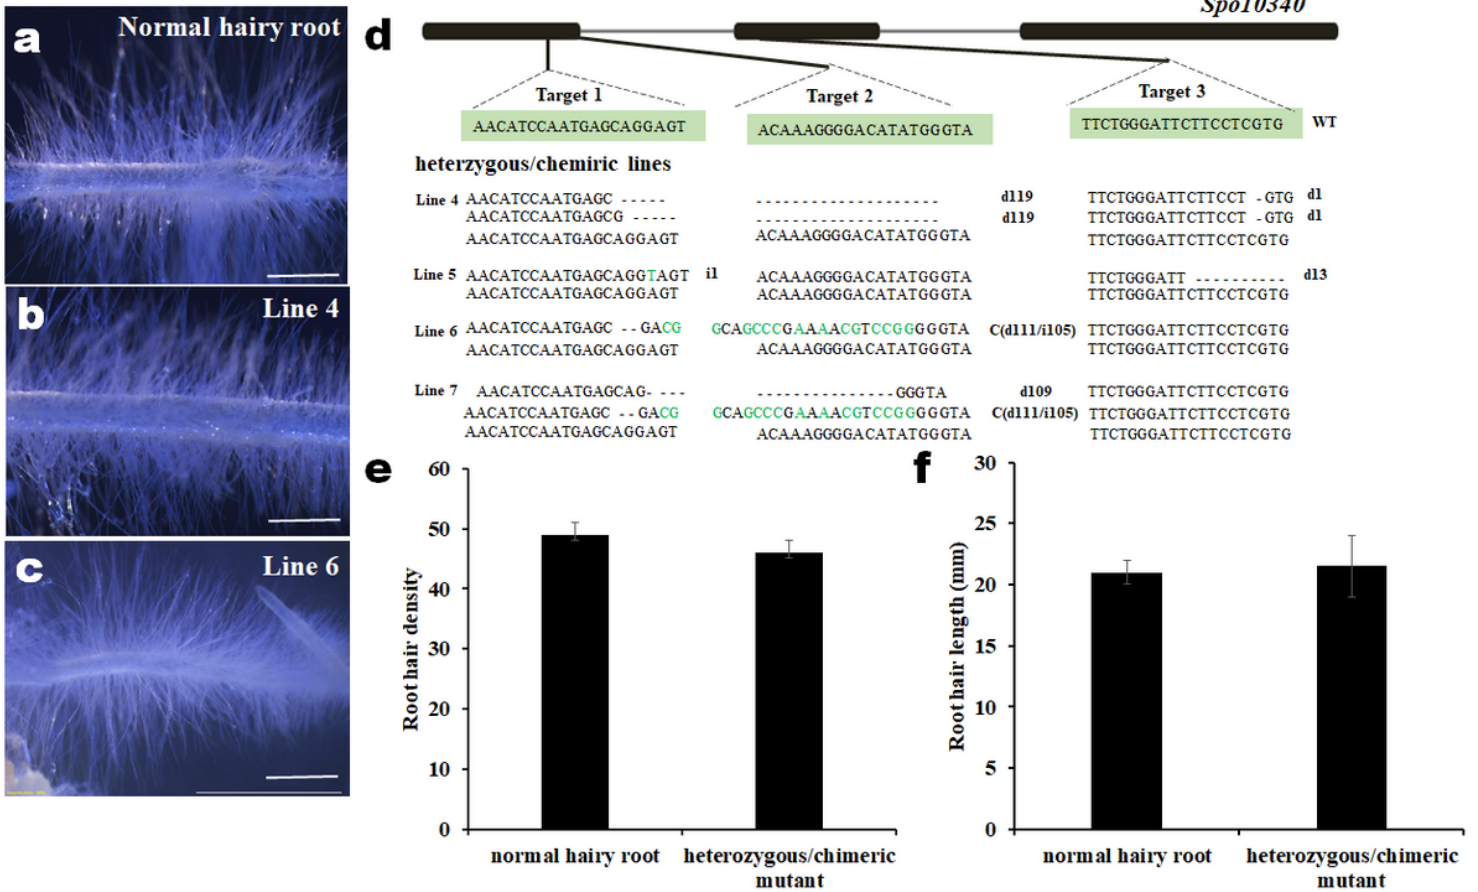 a
Normal hairy root
b
Line 4
c
Line 6
d
Spo10340
Target 1
Target 2
Target 3
AACATCCAATGAGCAGGAGT
ACAAAGGGGACATATGGGTA
TTCTGGGATTCTTCCTCGTG
WT
heterzygous/chemiric lines
Line 4 AACATCCAATGAGC ----- -------------------- d119 TTCTGGGATTCTTCCT -GTG d1
AACATCCAATGAGCG ----- -------------------- d119 TTCTGGGATTCTTCCT -GTG d1
AACATCCAATGAGCAGGAGT ACAAAGGGGACATATGGGTA TTCTGGGATTCTTCCTCGTG
Line 5 AACATCCAATGAGCAGGTAGT i1 ACAAAGGGGACATATGGGTA TTCTGGGATT ---------- d13
AACATCCAATGAGCAGGAGT ACAAAGGGGACATATGGGTA TTCTGGGATTCTTCCTCGTG
Line 6 AACATCCAATGAGC --GACG GCAGCCCGAAAACGTCCGGGGGTA C(d111/i105) TTCTGGGATTCTTCCTCGTG
AACATCCAATGAGCAGGAGT ACAAAGGGGACATATGGGTA TTCTGGGATTCTTCCTCGTG
Line 7 AACATCCAATGAGCAG---- ---------------GGGTA d109 TTCTGGGATTCTTCCTCGTG
AACATCCAATGAGC --GACG GCAGCCCGAAAACGTCCGGGGGTA C(d111/i105) TTCTGGGATTCTTCCTCGTG
AACATCCAATGAGCAGGAGT ACAAAGGGGACATATGGGTA TTCTGGGATTCTTCCTCGTG
e
Root hair density
60
50
40
30
20
10
0
normal hairy root
heterozygous/chimeric
mutant
f
Root hair length (mm)
30
25
20
15
10
5
0
normal hairy root
heterozygous/chimeric
mutant